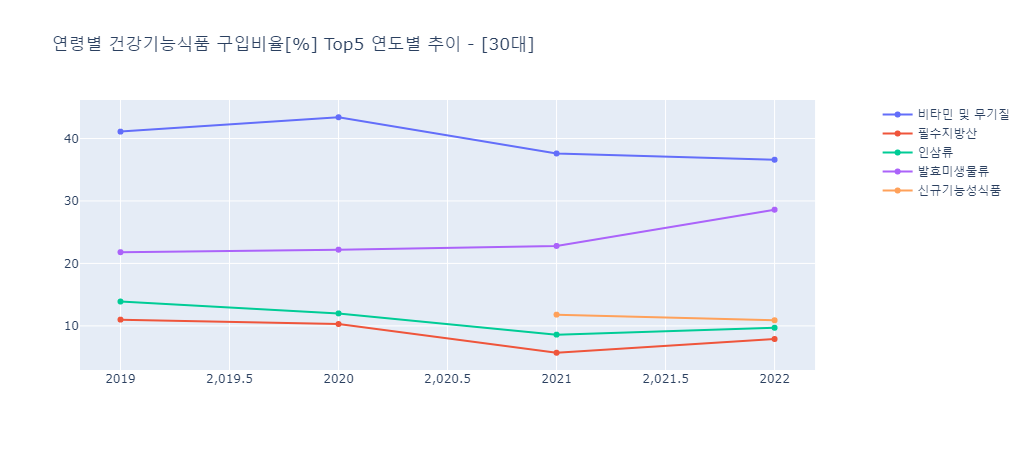 연령별 건강기능식품 구입비율[%] Top5 연도별 추이 - [30대]
비타민 및 무기질
필수지방산
인삼류
발효미생물류
신규기능성식품
40
30
20
10
2019 2,019.5 2020 2,020.5 2021 2,021.5 2022